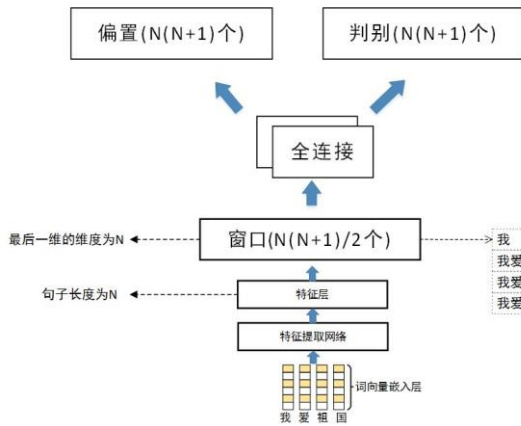 偏置(N(N+1)个)
判别(N(N+1)个)
全连接
最后一维的维度为N
窗口(N(N+1)/2个)
我
我爱
我爱
我爱
句子长度为N
特征层
特征提取网络
词向量嵌入层
我 爱 祖 国